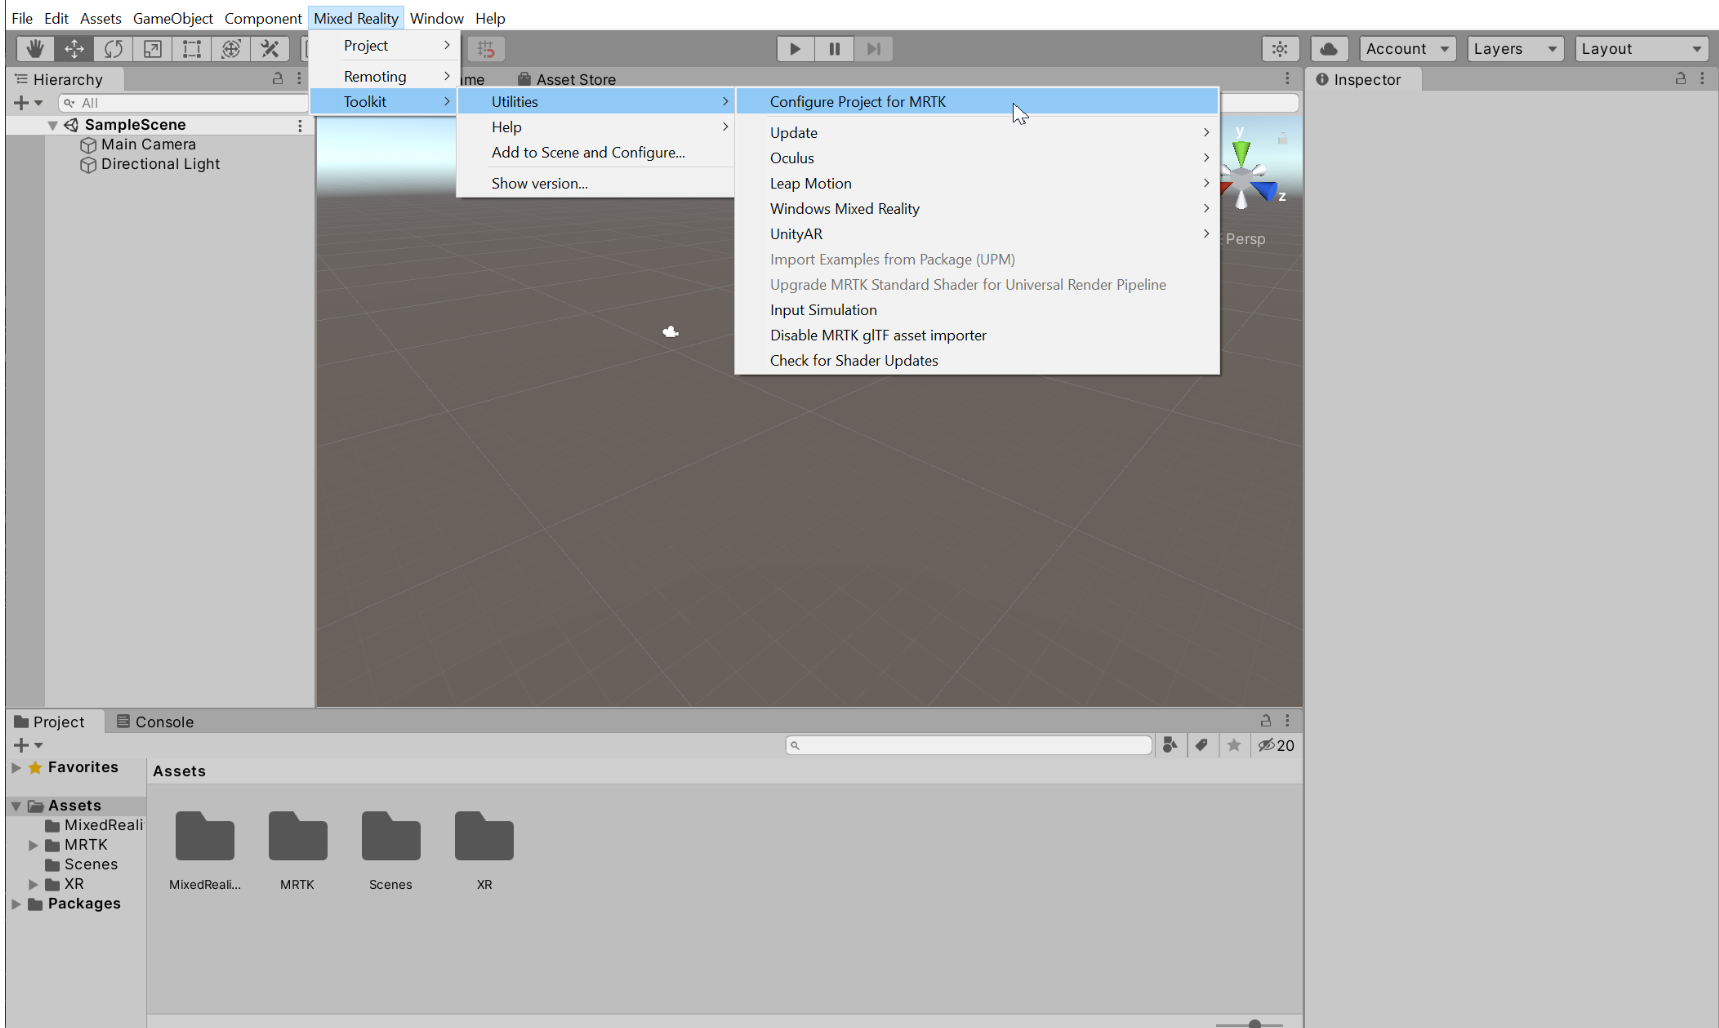 File Edit Assets GameObject Component Mixed Reality Window Help
Account Layers Layout
Hierarchy
All
SampleScene
Main Camera
Directional Light
Project
Remoting
Toolkit
Asset Store
Utilities
Help
Add to Scene and Configure...
Show version...
Configure Project for MRTK
Update
Oculus
Leap Motion
Windows Mixed Reality
UnityAR
Import Examples from Package (UPM)
Upgrade MRTK Standard Shader for Universal Render Pipeline
Input Simulation
Disable MRTK glTF asset importer
Check for Shader Updates
y
z
Persp
Inspector
Project Console
20
Favorites
Assets
MixedReali
MRTK
Scenes
XR
Packages
Assets
MixedReali... MRTK Scenes XR